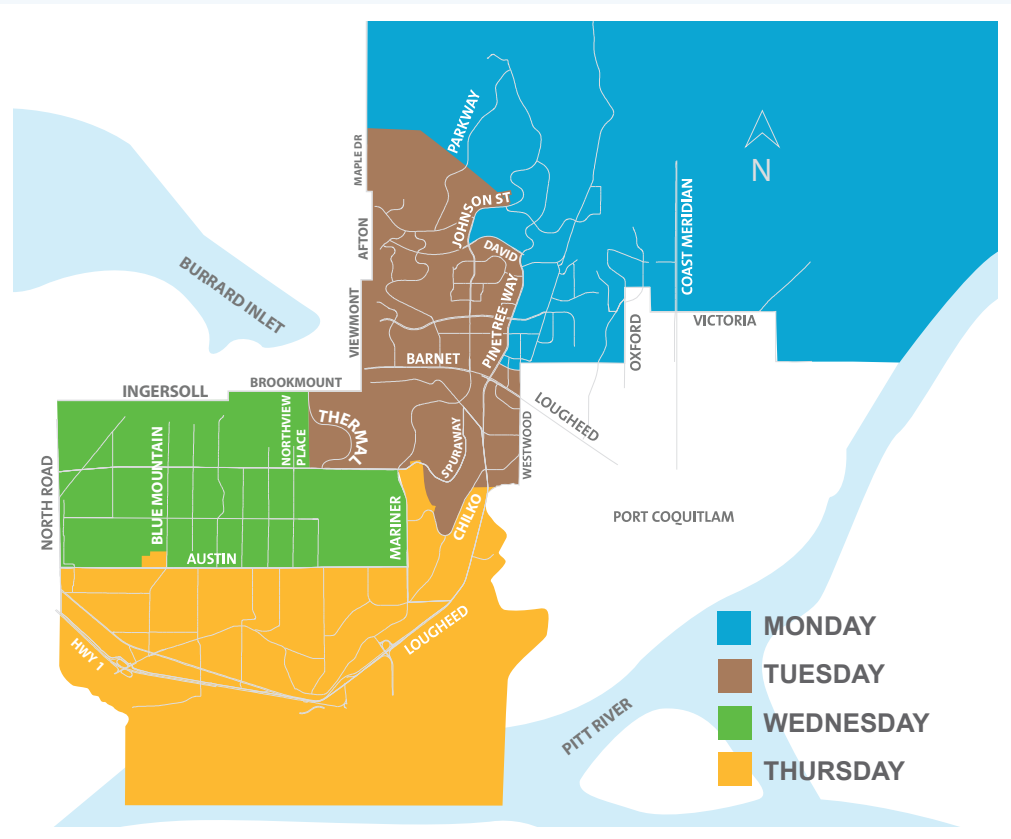 PARKWAY
MAPLE DR
N
COAST MERIDIAN
JOHNSON ST
AFTON
DAVID
BURRARD INLET
PINETREE WAY
VIEWMONT
OXFORD
VICTORIA
BARNET
BROOKMOUNT
INGERSOLL
LOUGHEED
NORTHVIEW
PLACE
THERMAL
WESTWOOD
SPURAWAY
BLUE MOUNTAIN
NORTH ROAD
MARINER
CHILKO
PORT COQUITLAM
AUSTIN
LOUGHEED
HWY 1
PITT RIVER
MONDAY
TUESDAY
WEDNESDAY
THURSDAY